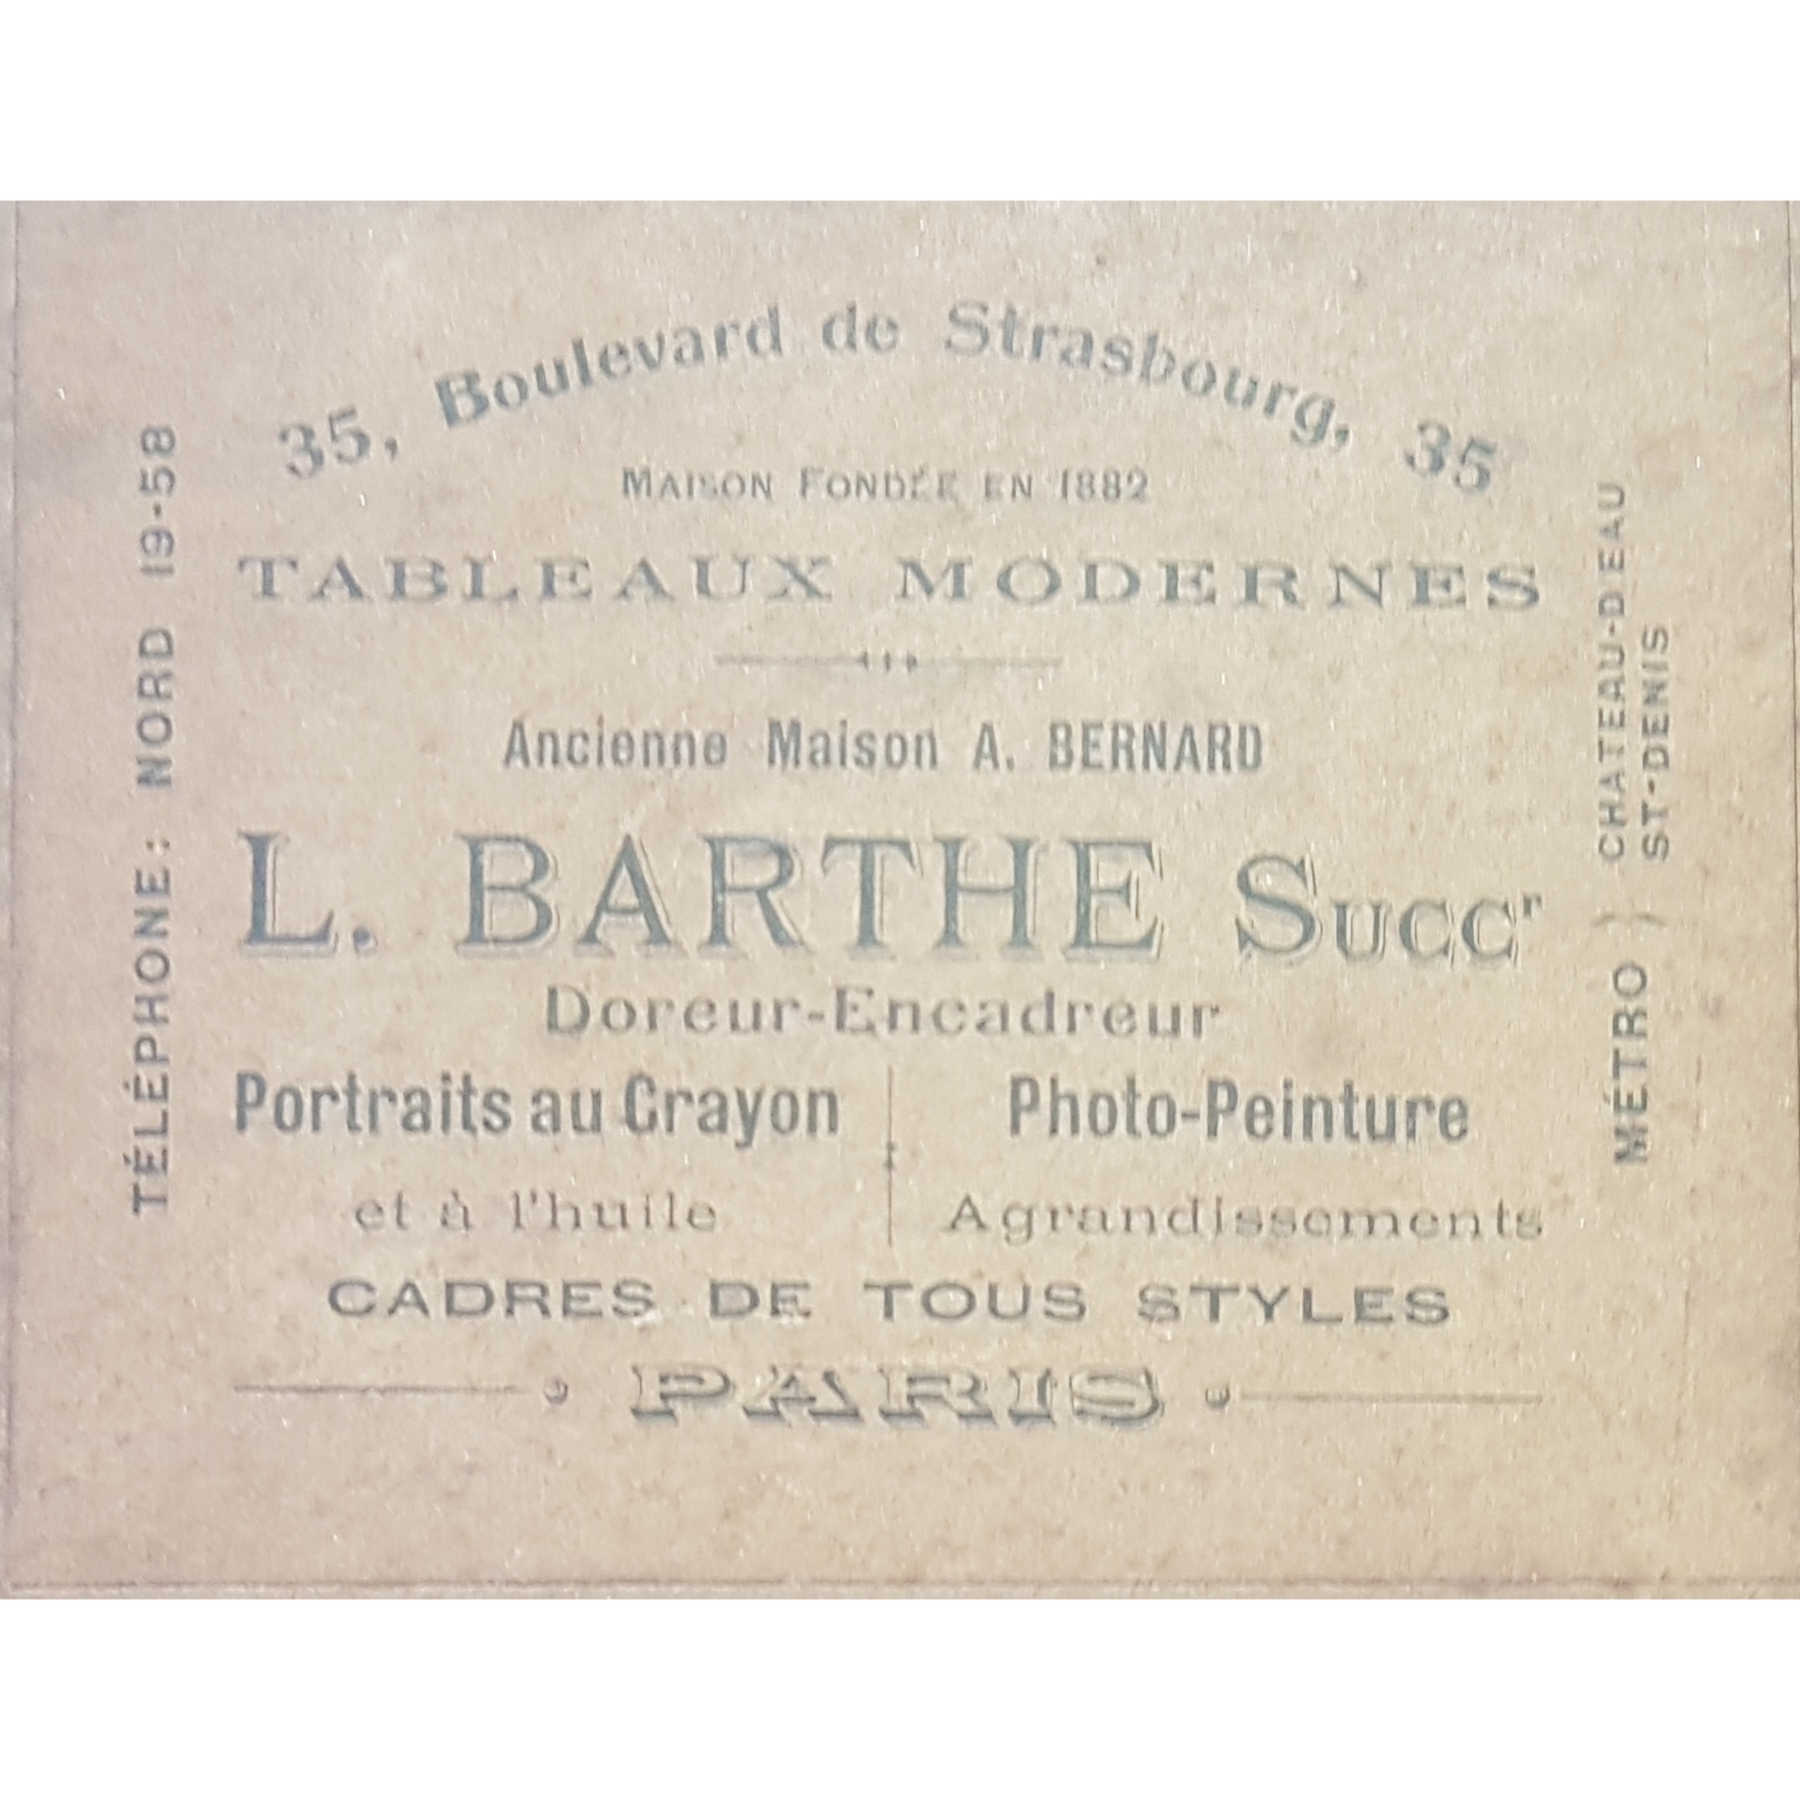 35, Boulevard de Strasbourg, 35
MAISON FONDÉE EN 1882
TABLEAUX MODERNES
Ancienne Maison A. BERNARD
L. BARTHE SUCCr
Doreur-Encadreur
Portraits au Crayon
et à l'huile
Photo-Peinture
Agrandissements
CADRES DE TOUS STYLES
PARIS
TÉLÉPHONE: NORD 19-58
MÉTRO } CHATEAU-D'EAU
ST-DENIS